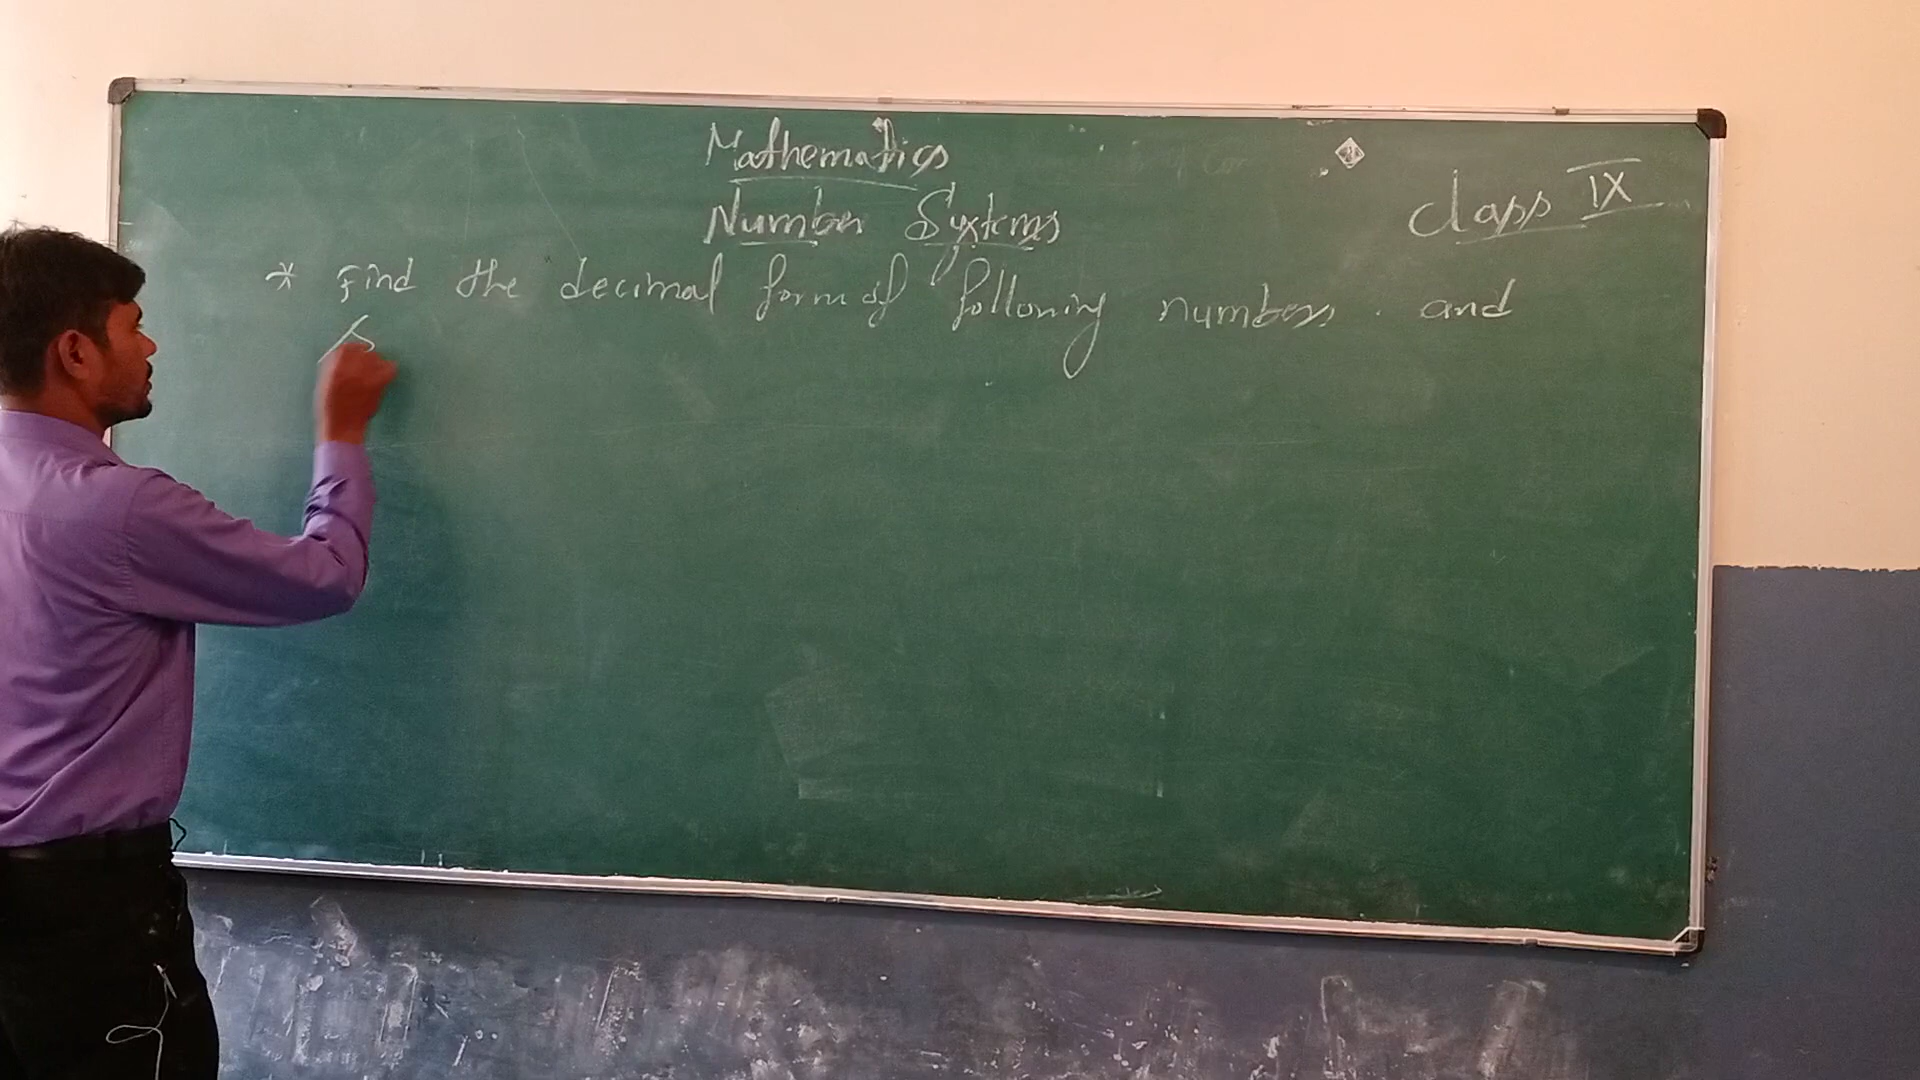 Mathematics
Number Systems
Class IX
* Find the decimal form of following numbers. and